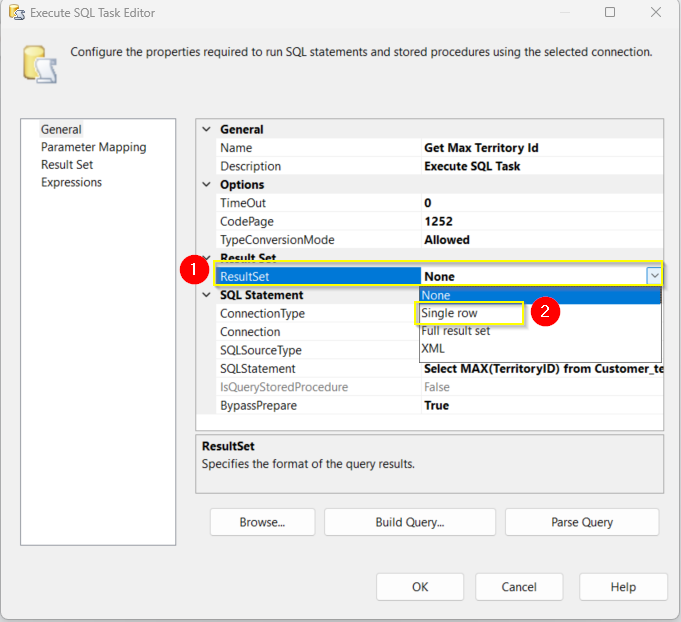 Execute SQL Task Editor
Configure the properties required to run SQL statements and stored procedures using the selected connection.
General
Parameter Mapping
Result Set
Expressions
General
Name Get Max Territory Id
Description Execute SQL Task
Options
TimeOut 0
CodePage 1252
TypeConversionMode Allowed
Result Set
1 ResultSet None
SQL Statement None
ConnectionType Single row 2
Connection Full result set
SQLSourceType XML
SQLStatement Select MAX(TerritoryID) from Customer_te
IsQueryStoredProcedure False
BypassPrepare True
ResultSet
Specifies the format of the query results.
Browse... Build Query... Parse Query
OK Cancel Help